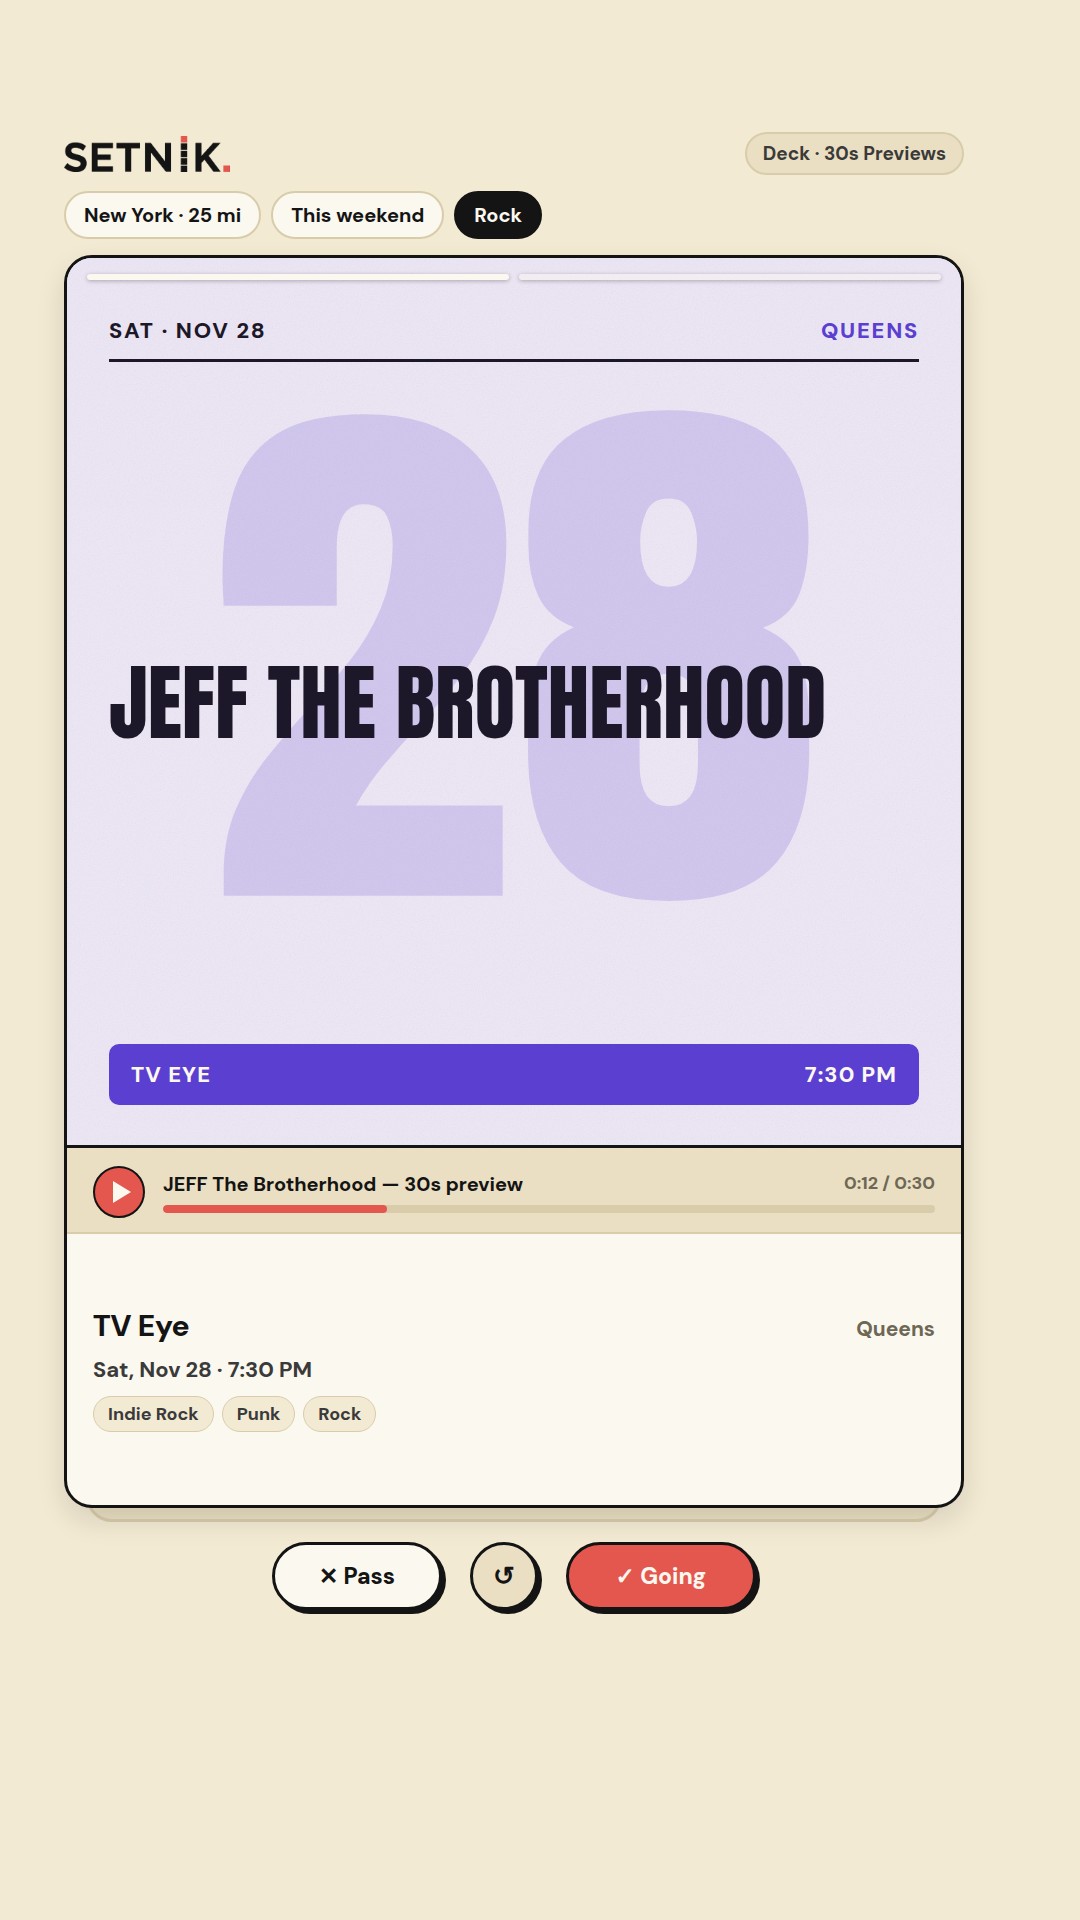 SETNIK.
Deck · 30s Previews
New York · 25 mi
This weekend
Rock
SAT · NOV 28
QUEENS
28
JEFF THE BROTHERHOOD
TV EYE
7:30 PM
JEFF The Brotherhood — 30s preview
0:12 / 0:30
TV Eye
Queens
Sat, Nov 28 · 7:30 PM
Indie Rock
Punk
Rock
✕ Pass
↺
✓ Going